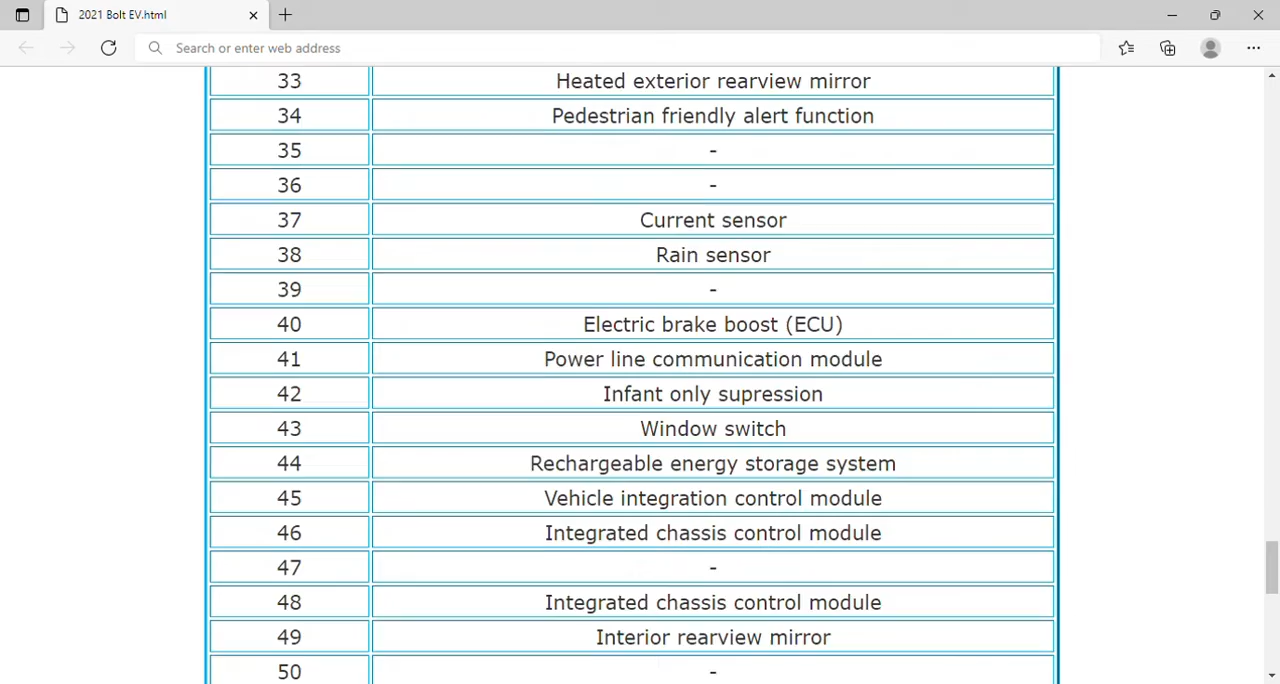 2021 Bolt EV.html
Search or enter web address
33 Heated exterior rearview mirror
34 Pedestrian friendly alert function
35 -
36 -
37 Current sensor
38 Rain sensor
39 -
40 Electric brake boost (ECU)
41 Power line communication module
42 Infant only supression
43 Window switch
44 Rechargeable energy storage system
45 Vehicle integration control module
46 Integrated chassis control module
47 -
48 Integrated chassis control module
49 Interior rearview mirror
50 -